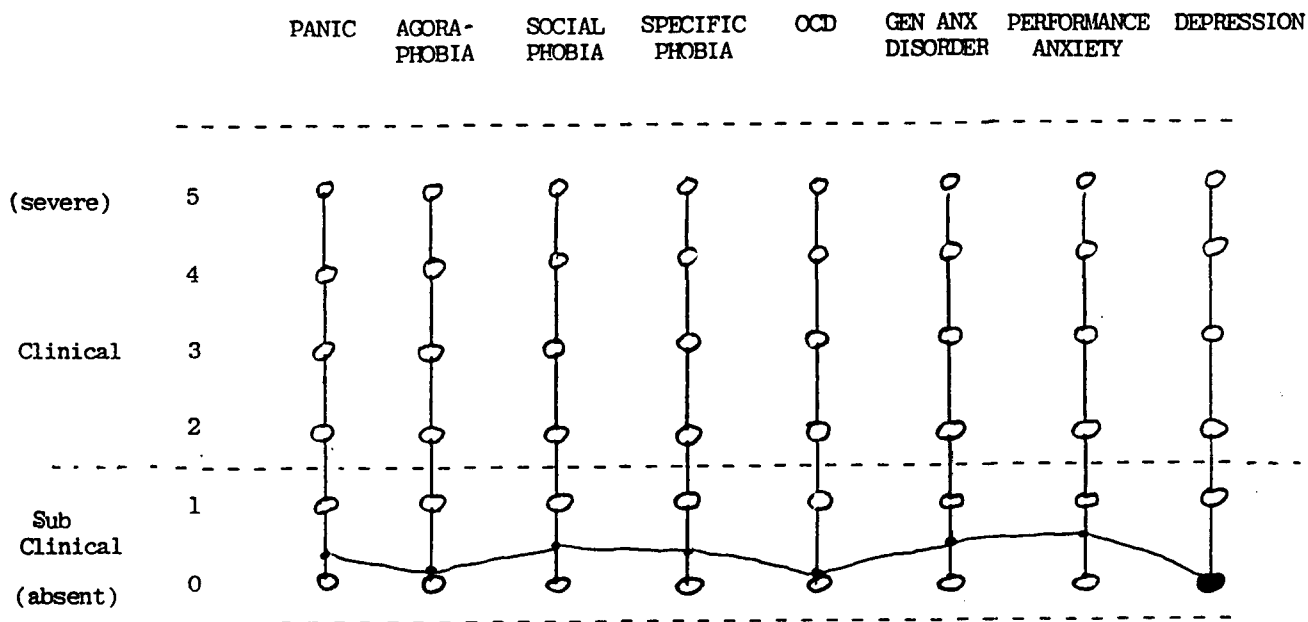 PANIC AGORA- SOCIAL SPECIFIC OCD GEN ANX PERFORMANCE DEPRESSION
PHOBIA PHOBIA PHOBIA DISORDER ANXIETY
(severe) 5
4
Clinical 3
2
1
Sub
Clinical
0
(absent)